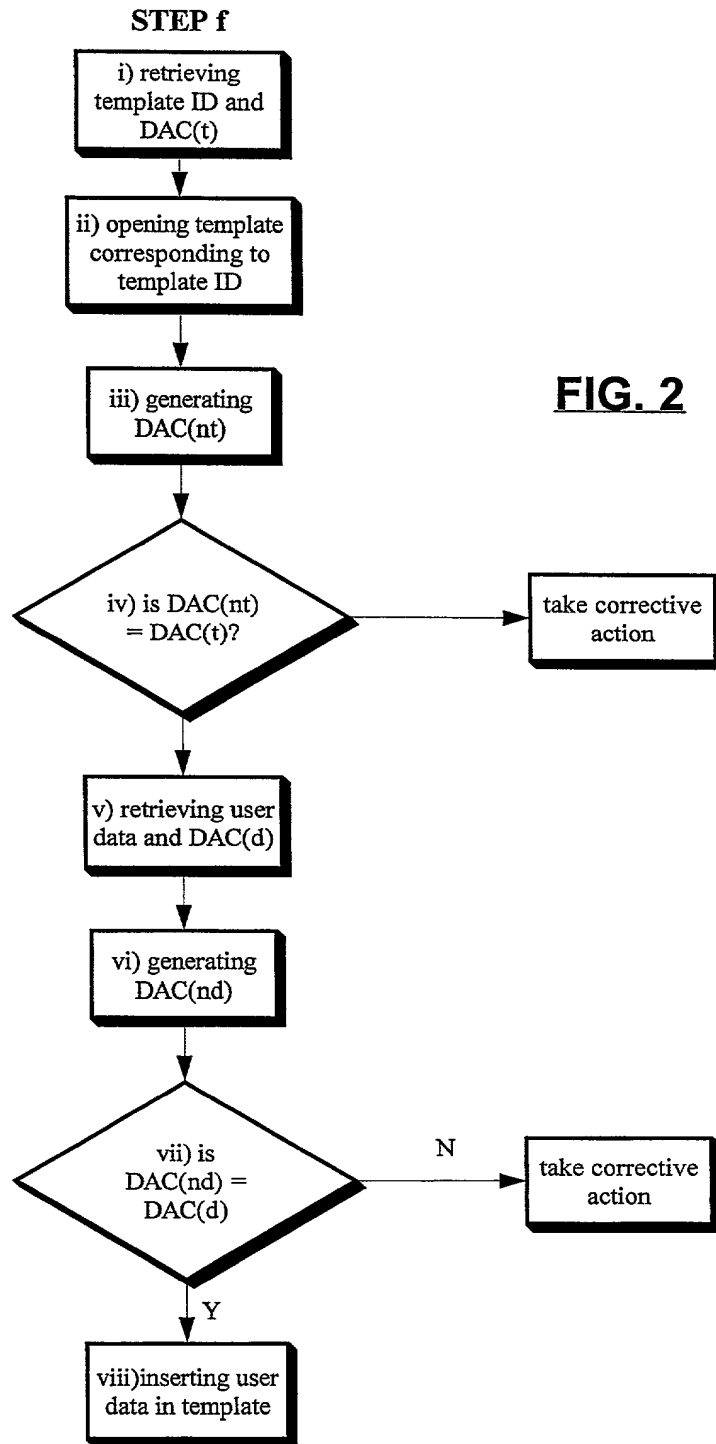 STEP f
i) retrieving
template ID and
DAC(t)
ii) opening template
corresponding to
template ID
iii) generating
DAC(nt)
FIG. 2
iv) is DAC(nt)
= DAC(t)?
take corrective
action
v) retrieving user
data and DAC(d)
vi) generating
DAC(nd)
vii) is
DAC(nd) =
DAC(d)
N
take corrective
action
Y
viii)inserting user
data in template